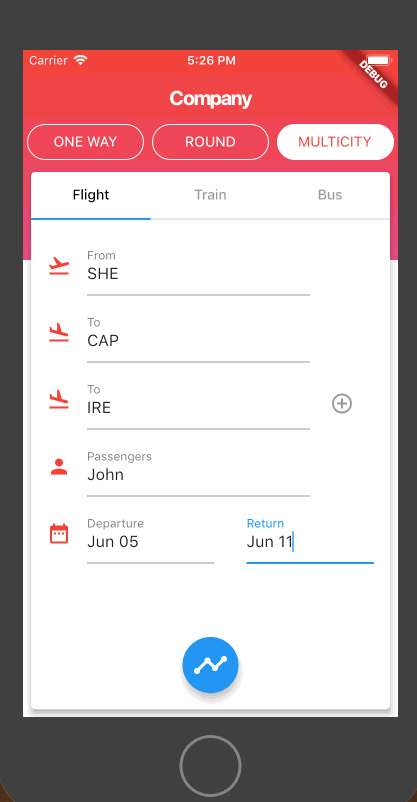 Carrier 5:26 PM
DEBUG
Company
ONE WAY ROUND MULTICITY
Flight Train Bus
From
SHE
To
CAP
To
IRE
Passengers
John
Departure Return
Jun 05 Jun 11